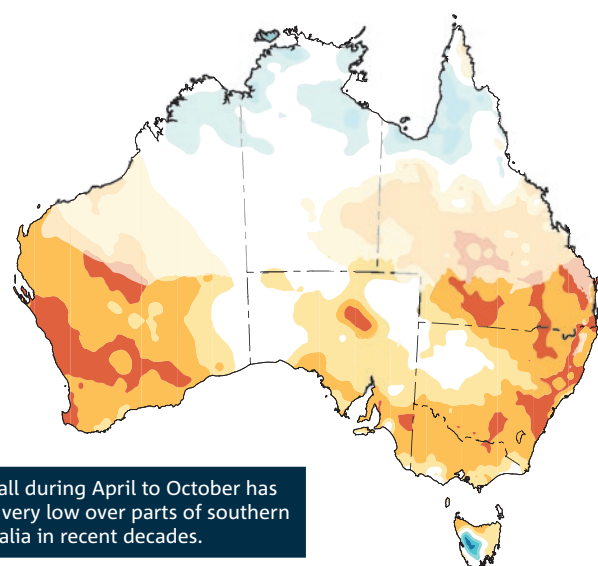 all during April to October has
very low over parts of southern
alia in recent decades.